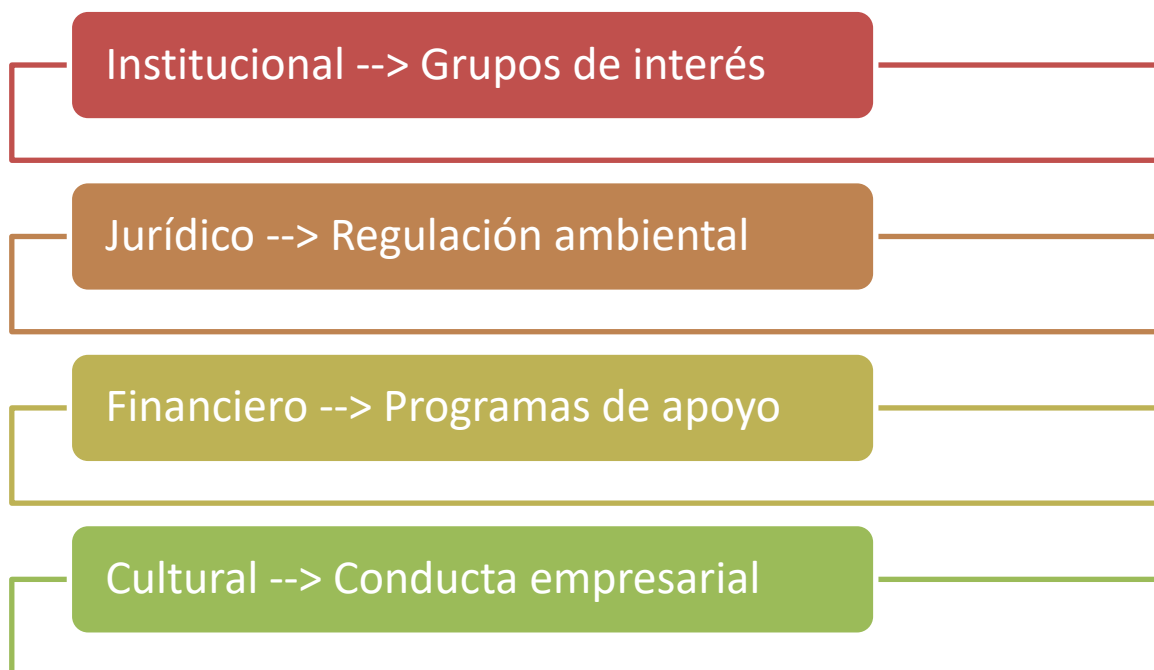 Institucional --> Grupos de interés
Jurídico --> Regulación ambiental
Financiero --> Programas de apoyo
Cultural --> Conducta empresarial